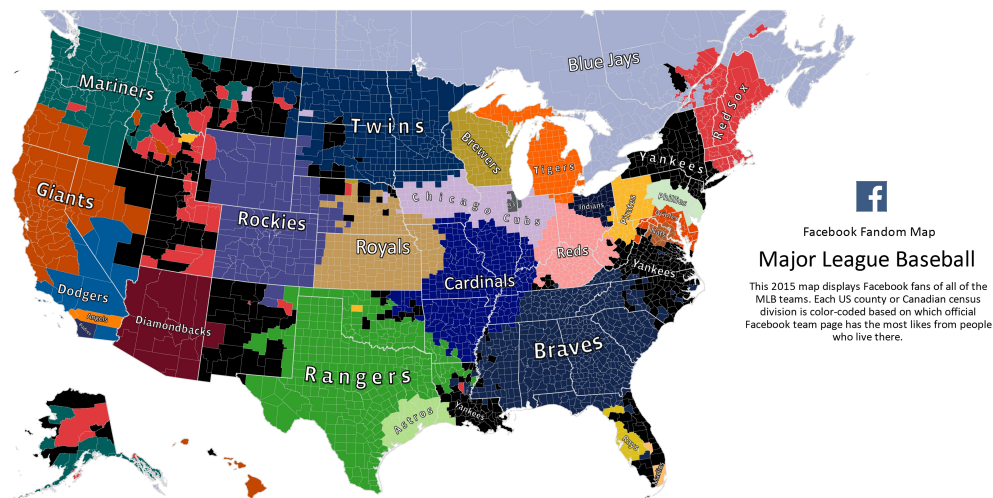 Blue Jays
Mariners
Twins
Red Sox
Brewers
Tigers
Yankees
Giants
Chicago Cubs
Indians
Pirates
Phillies
Rockies
Royals
Reds
Cardinals
Yankees
Dodgers
Angels
Diamondbacks
Braves
Rangers
Astros
Yankees
Rays
Facebook Fandom Map
Major League Baseball
This 2015 map displays Facebook fans of all of the
MLB teams. Each US county or Canadian census
division is color-coded based on which official
Facebook team page has the most likes from people
who live there.